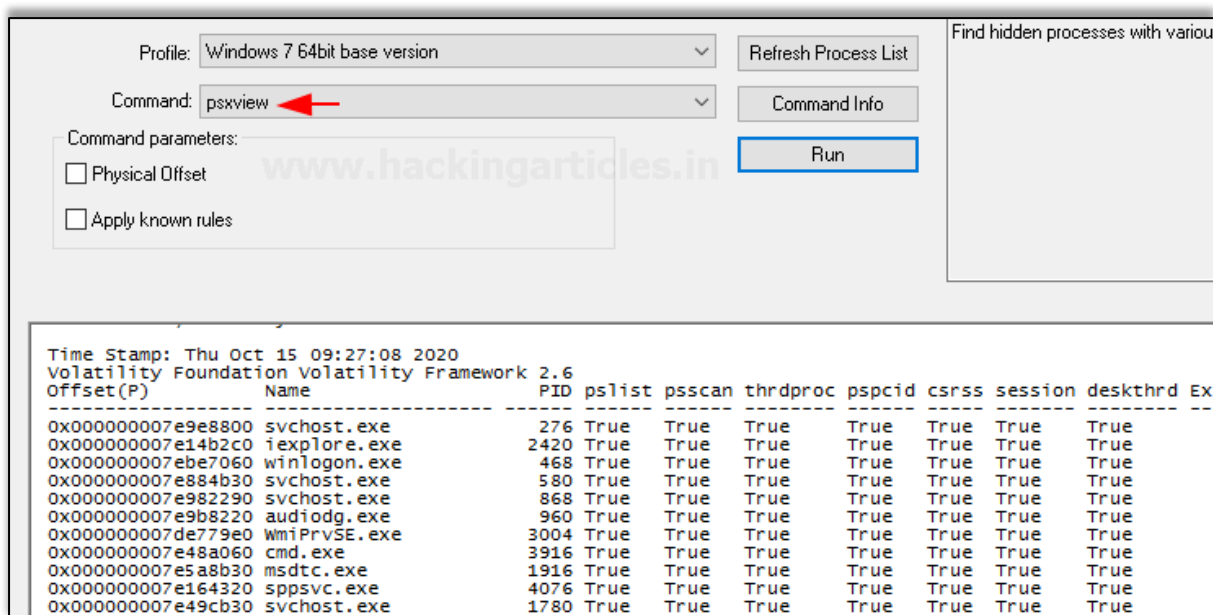 Profile: Windows 7 64bit base version Refresh Process List Find hidden processes with variou
Command: psxview Command Info
Command parameters:
Run
Physical Offset
www.hackingarticles.in
Apply known rules
Time Stamp: Thu Oct 15 09:27:08 2020
Volatility Foundation Volatility Framework 2.6
Offset(P) Name PID pslist psscan thrdproc pspcid csrss session deskthrd Ex
------------------ -------------------- ------ ------ ------ -------- ------ ----- ------- -------- --
0x000000007e9e8800 svchost.exe 276 True True True True True True True
0x000000007e14b2c0 iexplore.exe 2420 True True True True True True True
0x000000007ebe7060 winlogon.exe 468 True True True True True True True
0x000000007e884b30 svchost.exe 580 True True True True True True True
0x000000007e982290 svchost.exe 868 True True True True True True True
0x000000007e9b8220 audiodg.exe 960 True True True True True True True
0x000000007de779e0 WmiPrvSE.exe 3004 True True True True True True True
0x000000007e48a060 cmd.exe 3916 True True True True True True True
0x000000007e5a8b30 msdtc.exe 1916 True True True True True True True
0x000000007e164320 sppsvc.exe 4076 True True True True True True True
0x000000007e49cb30 svchost.exe 1780 True True True True True True True